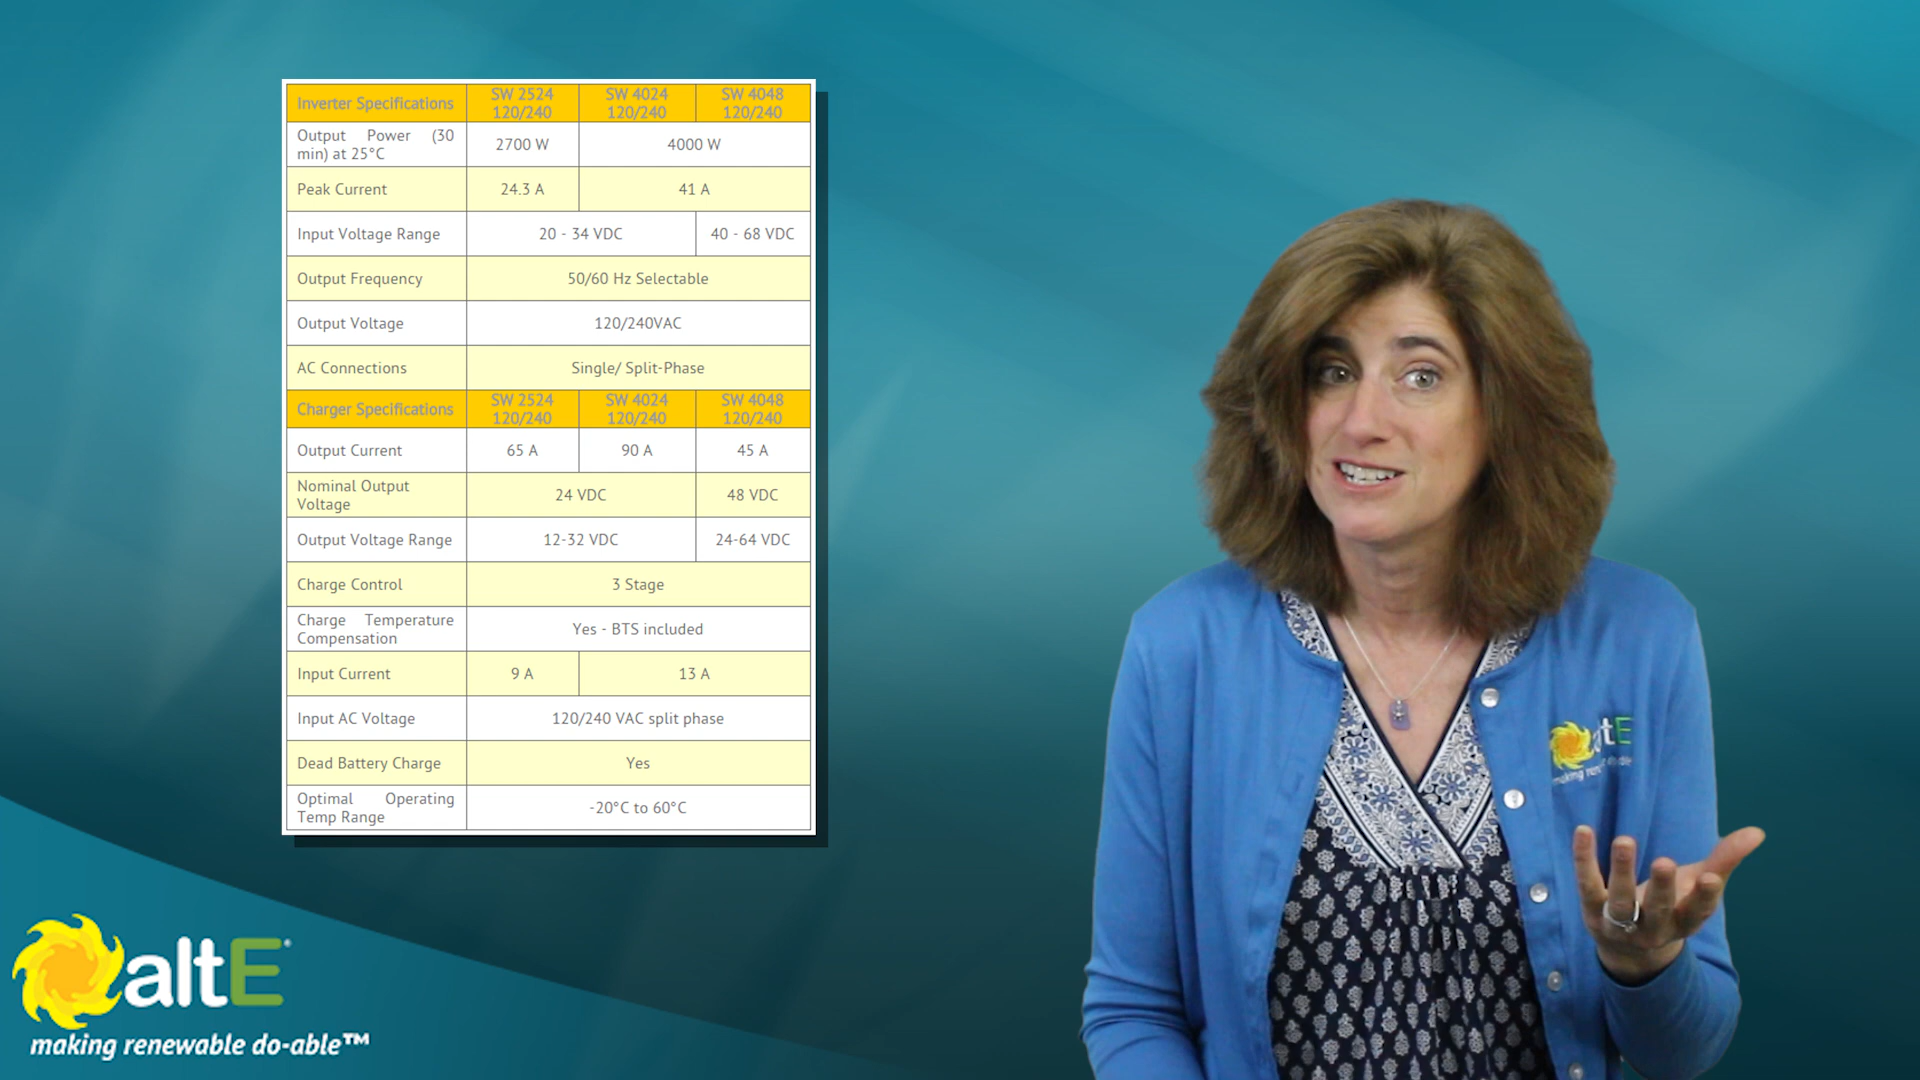 Inverter Specifications SW 2524 SW 4024 SW 4048
120/240 120/240 120/240
Output Power (30 2700 W 4000 W
min) at 25°C
Peak Current 24.3 A 41 A
Input Voltage Range 20 - 34 VDC 40 - 68 VDC
Output Frequency 50/60 Hz Selectable
Output Voltage 120/240VAC
AC Connections Single/ Split-Phase
Charger Specifications SW 2524 SW 4024 SW 4048
120/240 120/240 120/240
Output Current 65 A 90 A 45 A
Nominal Output 24 VDC 48 VDC
Voltage
Output Voltage Range 12-32 VDC 24-64 VDC
Charge Control 3 Stage
Charge Temperature Yes - BTS included
Compensation
Input Current 9 A 13 A
Input AC Voltage 120/240 VAC split phase
Dead Battery Charge Yes
Optimal Operating -20°C to 60°C
Temp Range
altE
making renewable do-able™
making